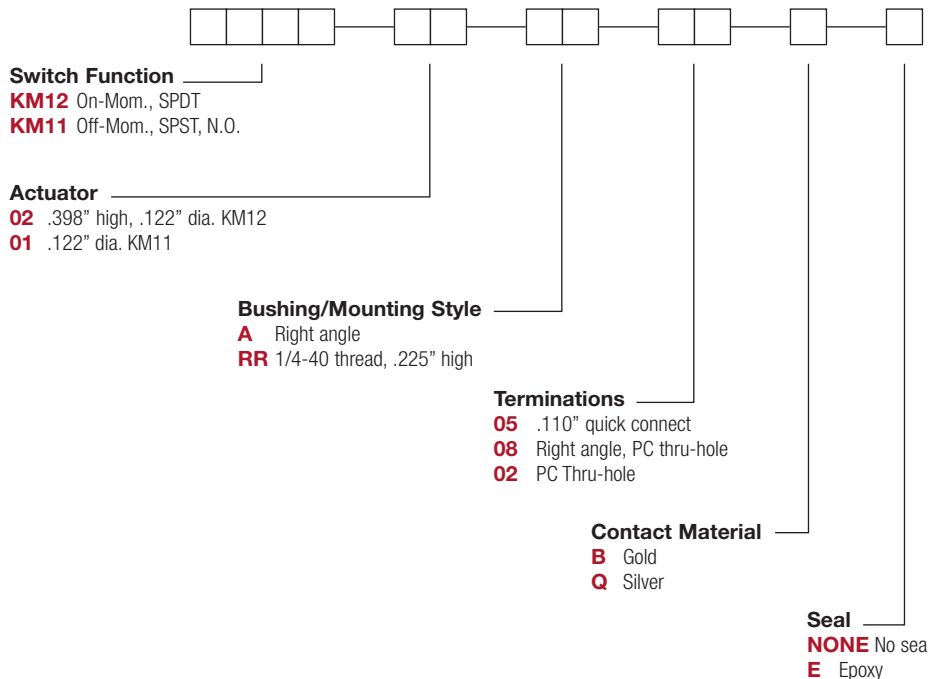 Switch Function
KM12 On-Mom., SPDT
KM11 Off-Mom., SPST, N.O.
Actuator
02 .398” high, .122” dia. KM12
01 .122” dia. KM11
Bushing/Mounting Style
A Right angle
RR 1/4-40 thread, .225” high
Terminations
05 .110” quick connect
08 Right angle, PC thru-hole
02 PC Thru-hole
Contact Material
B Gold
Q Silver
Seal
NONE No sea
E Epoxy